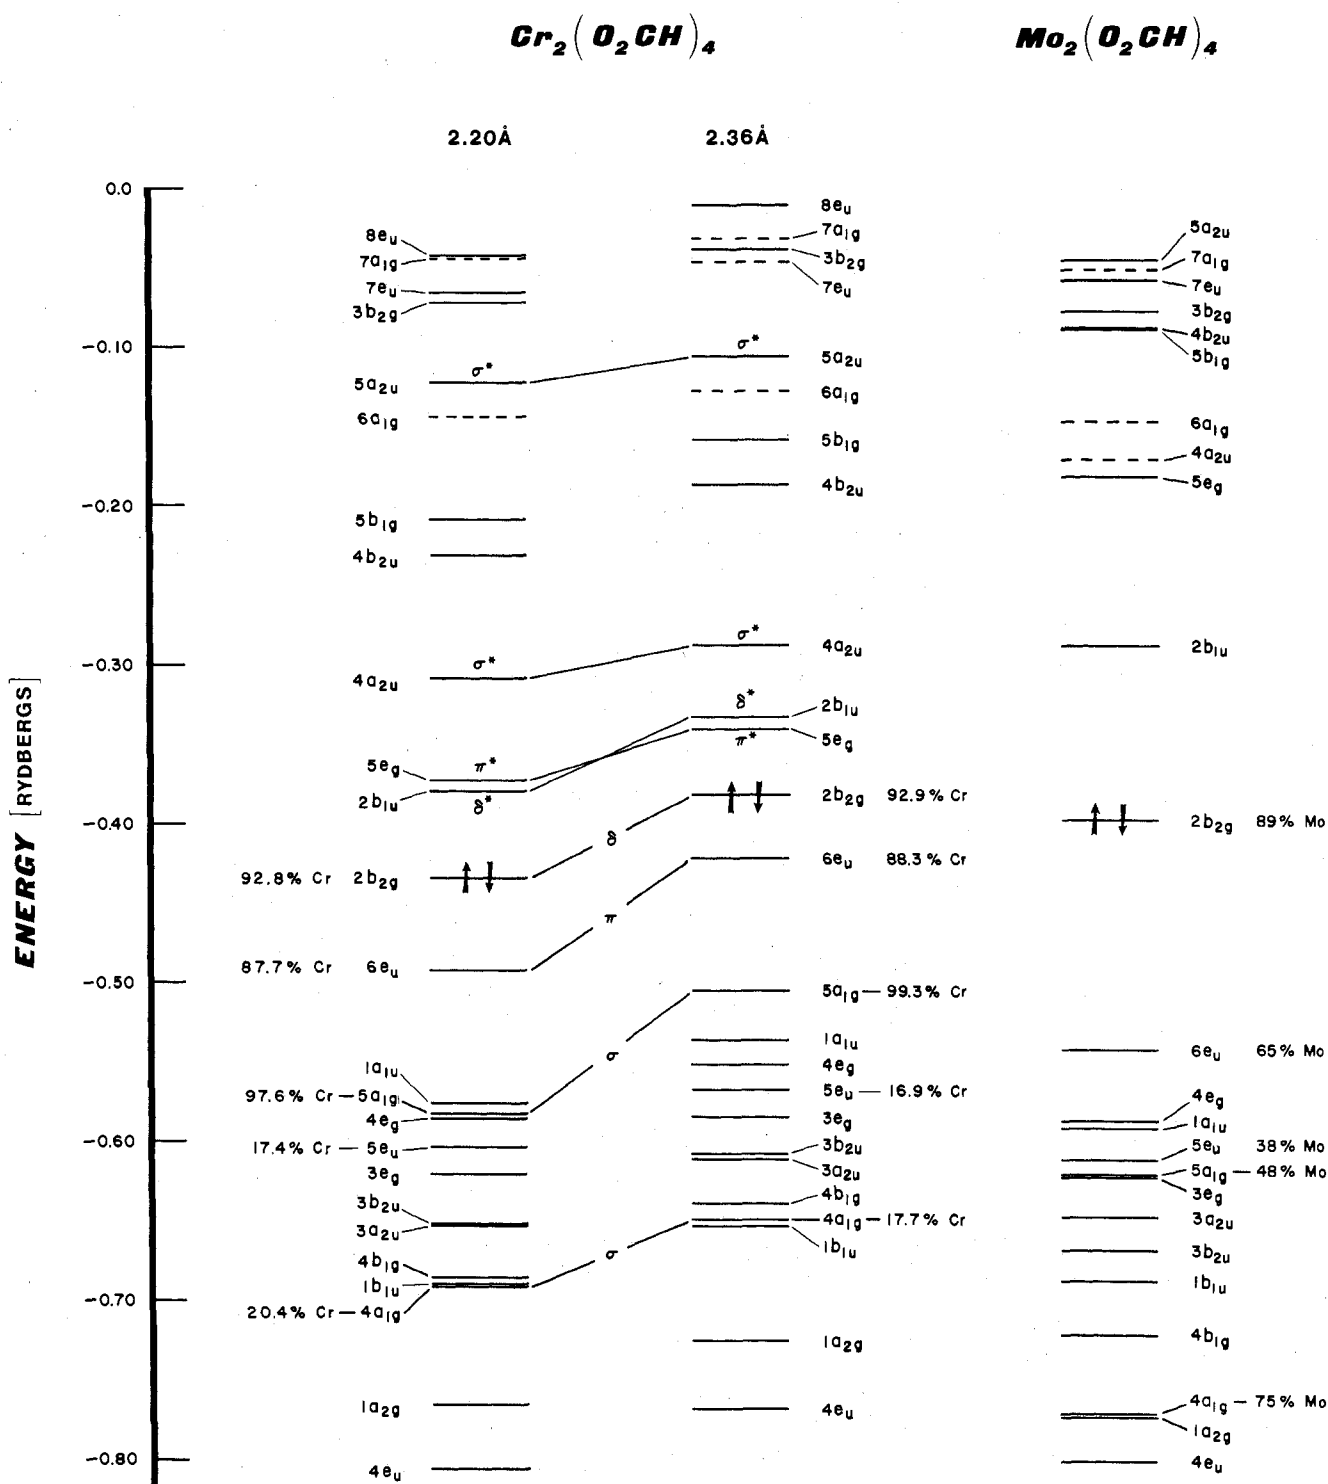 Cr₂(O₂CH)₄
Mo₂(O₂CH)₄
2.20Å
2.36Å
ENERGY [RYDBERGS]
0.0
-0.10
-0.20
-0.30
-0.40
-0.50
-0.60
-0.70
-0.80
8eᵤ
7a₁g
7eᵤ
3b₂g
σ*
5a₂ᵤ
6a₁g
5b₁g
4b₂ᵤ
σ*
4a₂ᵤ
5eg
π*
2b₁ᵤ
δ*
92.8% Cr 2b₂g
87.7% Cr 6eᵤ
1a₁ᵤ
97.6% Cr — 5a₁g
4eg
17.4% Cr — 5eᵤ
3eg
3b₂ᵤ
3a₂ᵤ
4b₁g
1b₁ᵤ
20.4% Cr — 4a₁g
1a₂g
4eᵤ
δ
π
σ
σ
8eᵤ
7a₁g
3b₂g
7eᵤ
σ*
5a₂ᵤ
6a₁g
5b₁g
4b₂ᵤ
σ*
4a₂ᵤ
δ*
2b₁ᵤ
π*
5eg
2b₂g 92.9% Cr
6eᵤ 88.3% Cr
5a₁g — 99.3% Cr
1a₁ᵤ
4eg
5eᵤ — 16.9% Cr
3eg
3b₂ᵤ
3a₂ᵤ
4b₁g
4a₁g — 17.7% Cr
1b₁ᵤ
1a₂g
4eᵤ
5a₂ᵤ
7a₁g
7eᵤ
3b₂g
4b₂ᵤ
5b₁g
6a₁g
4a₂ᵤ
5eg
2b₁ᵤ
2b₂g 89% Mo
6eᵤ 65% Mo
4eg
1a₁ᵤ
5eᵤ 38% Mo
5a₁g — 48% Mo
3eg
3a₂ᵤ
3b₂ᵤ
1b₁ᵤ
4b₁g
4a₁g — 75% Mo
1a₂g
4eᵤ